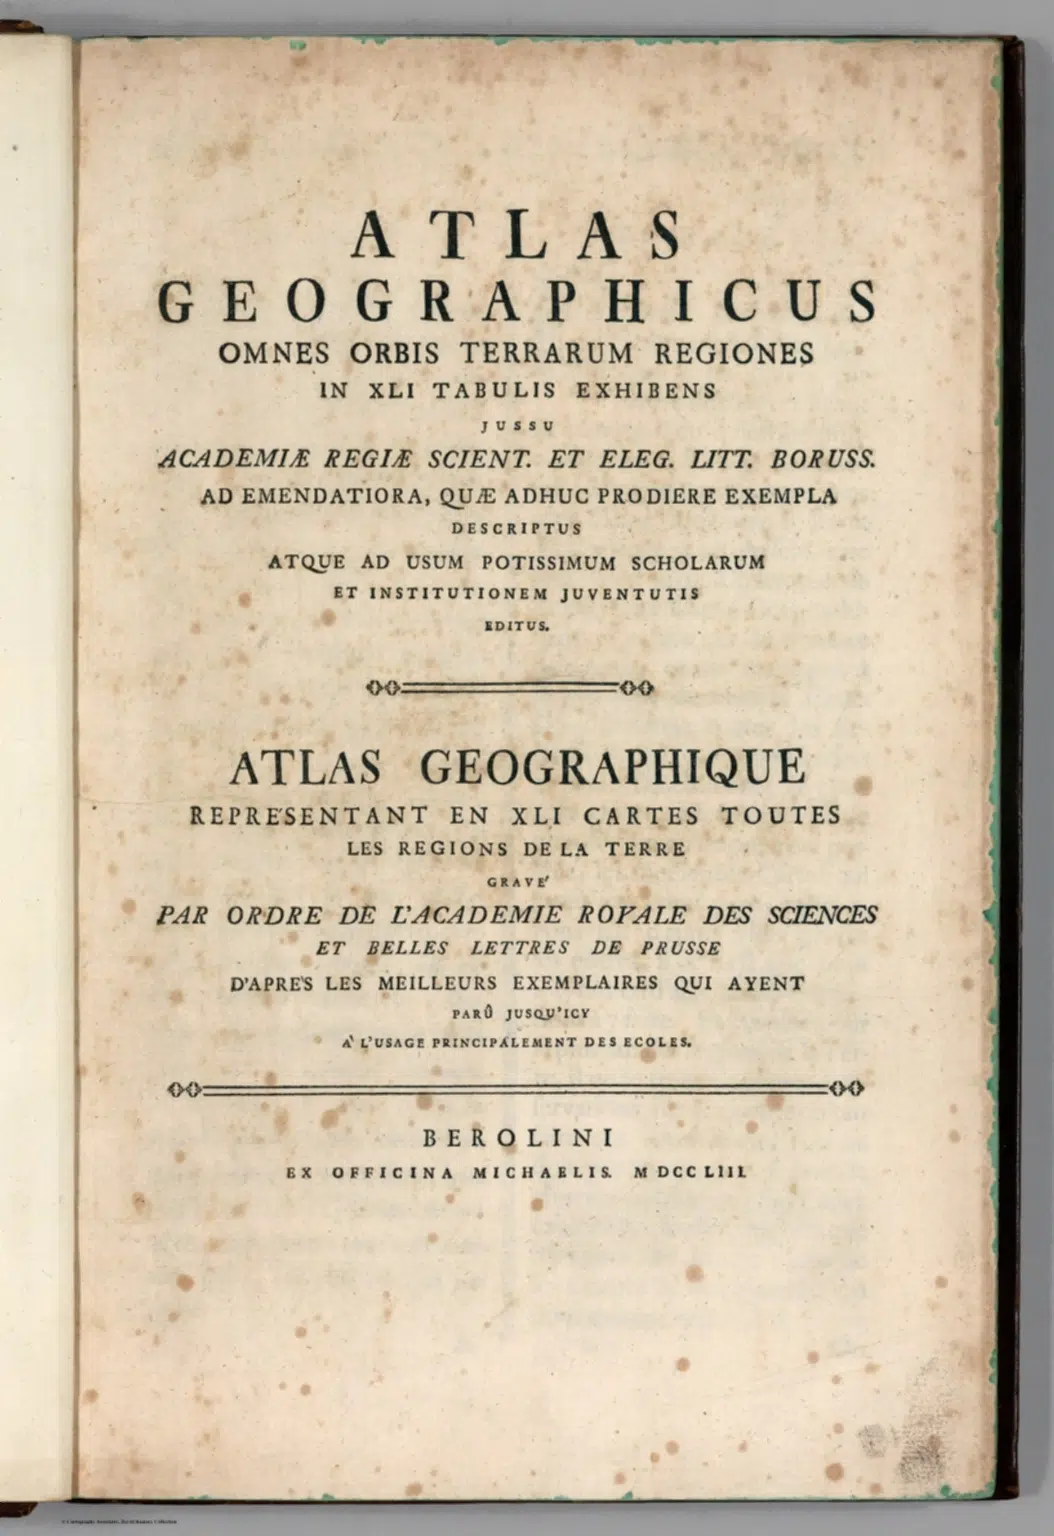 ATLAS
GEOGRAPHICUS
OMNES ORBIS TERRARUM REGIONES
IN XLI TABULIS EXHIBENS
JUSSU
ACADEMIÆ REGIÆ SCIENT. ET ELEG. LITT. BORUSS.
AD EMENDATIORA, QUÆ ADHUC PRODIERE EXEMPLA
DESCRIPTUS
ATQUE AD USUM POTISSIMUM SCHOLARUM
ET INSTITUTIONEM JUVENTUTIS
EDITUS.
ATLAS GEOGRAPHIQUE
REPRE'SENTANT EN XLI CARTES TOUTES
LES REGIONS DE LA TERRE
GRAVE'
PAR ORDRE DE L'ACADEMIE ROYALE DES SCIENCES
ET BELLES LETTRES DE PRUSSE
D'APRE'S LES MEILLEURS EXEMPLAIRES QUI AYENT
PARÛ JUSQU'ICY
A' L'USAGE PRINCIPALEMENT DES ECOLES.
BEROLINI
EX OFFICINA MICHAELIS. MDCCLIII